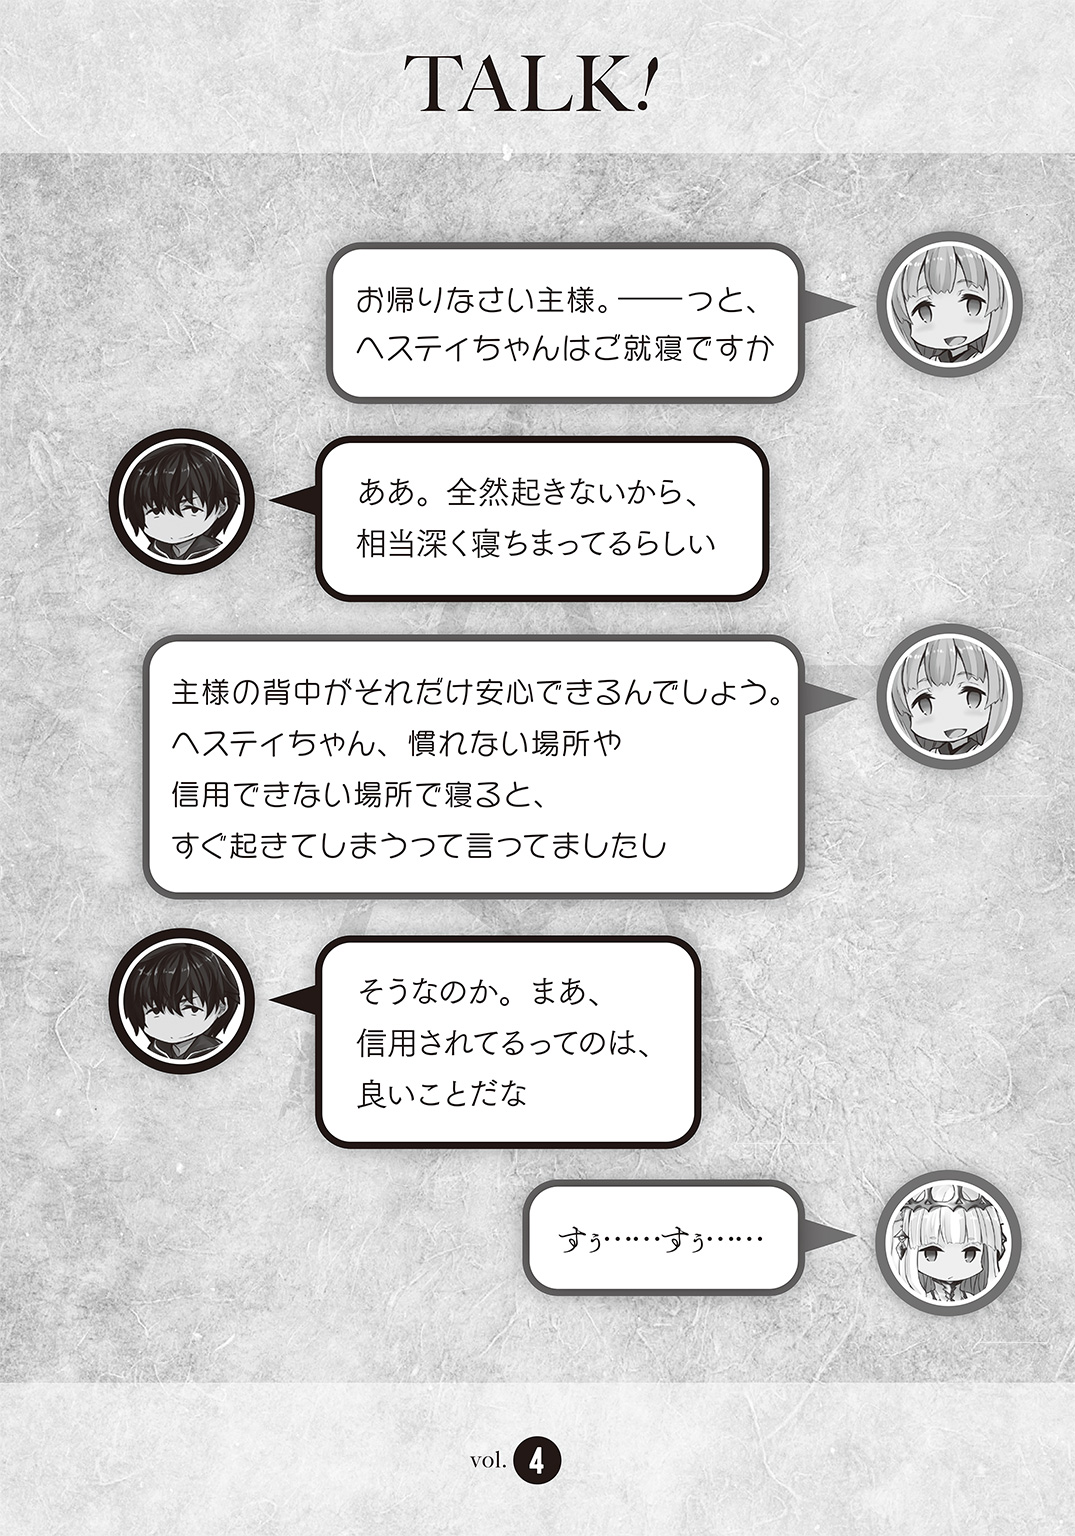 TALK!
お帰りなさい主様。――っと、
ヘスティちゃんはご就寝ですか
ああ。全然起きないから、
相当深く寝ちまってるらしい
主様の背中がそれだけ安心できるんでしょう。
ヘスティちゃん、慣れない場所や
信用できない場所で寝ると、
すぐ起きてしまうって言ってましたし
そうなのか。まあ、
信用されてるってのは、
良いことだな
すぅ……すぅ……
vol. 4